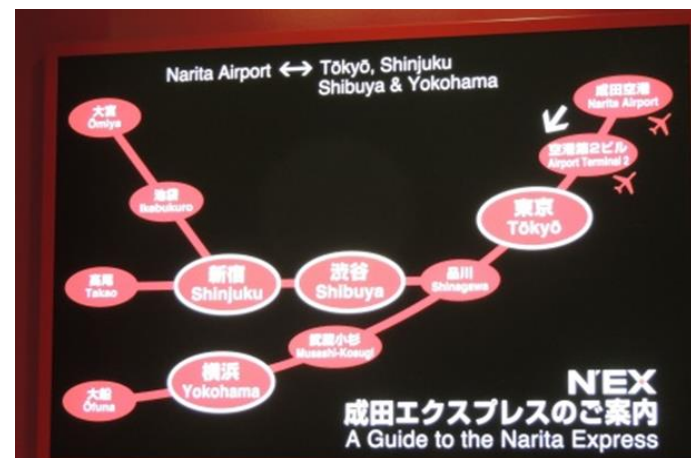 Narita Airport ↔ Tōkyō, Shinjuku
Shibuya & Yokohama
成田空港
Narita Airport
空港第2ビル
Airport Terminal 2
東京
Tōkyō
品川
Shinagawa
渋谷
Shibuya
新宿
Shinjuku
池袋
Ikebukuro
大宮
Ōmiya
高尾
Takao
武蔵小杉
Musashi-Kosugi
横浜
Yokohama
大船
Ōfuna
N'EX
成田エクスプレスのご案内
A Guide to the Narita Express